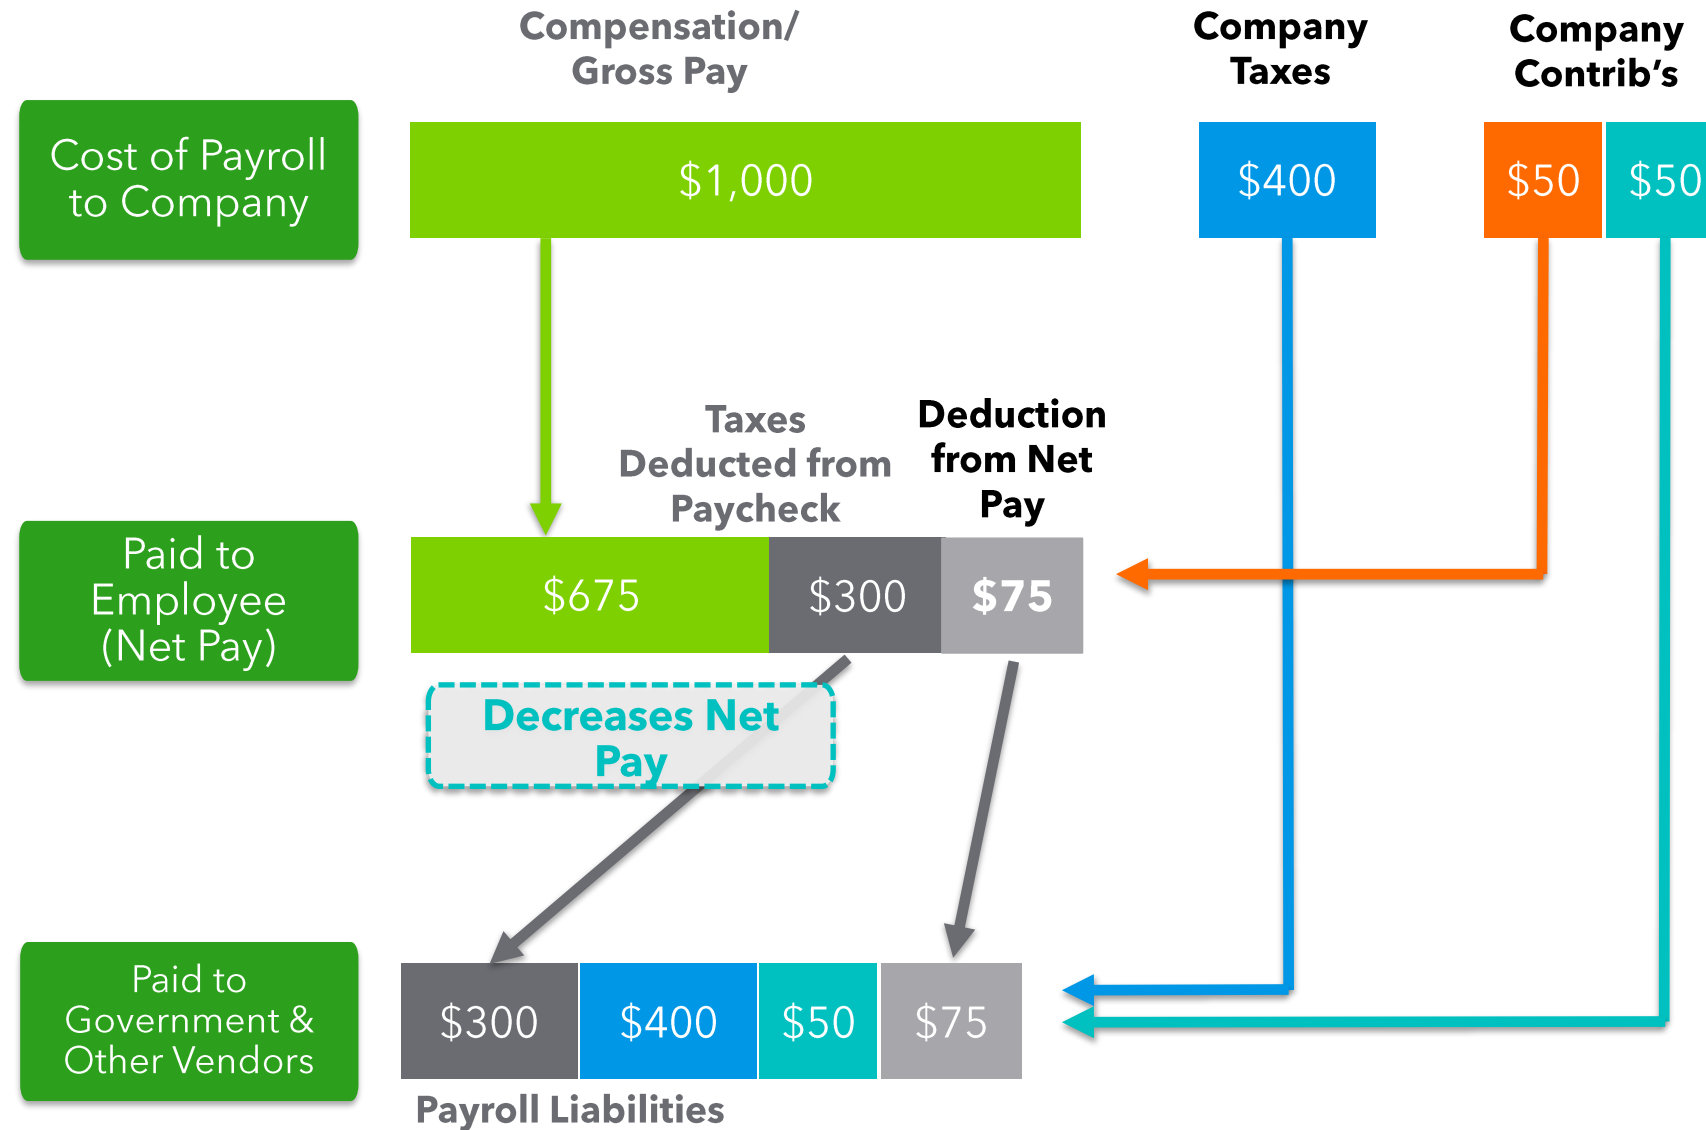 Compensation/
Gross Pay
Company
Taxes
Company
Contrib's
Cost of Payroll
to Company
$1,000
$400
$50
$50
Taxes
Deducted from
Paycheck
Deduction
from Net
Pay
Paid to
Employee
(Net Pay)
$675
$300
$75
Decreases Net
Pay
Paid to
Government &
Other Vendors
$300
$400
$50
$75
Payroll Liabilities